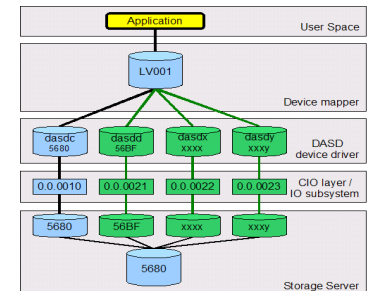 Application
User Space
LV001
Device mapper
dasdc
5680
dasdd
56BF
dasdx
xxxx
dasdy
xxxy
DASD
device driver
0.0.0010
0.0.0021
0.0.0022
0.0.0023
CIO layer /
IO subsystem
5680
56BF
xxxx
xxxy
5680
Storage Server